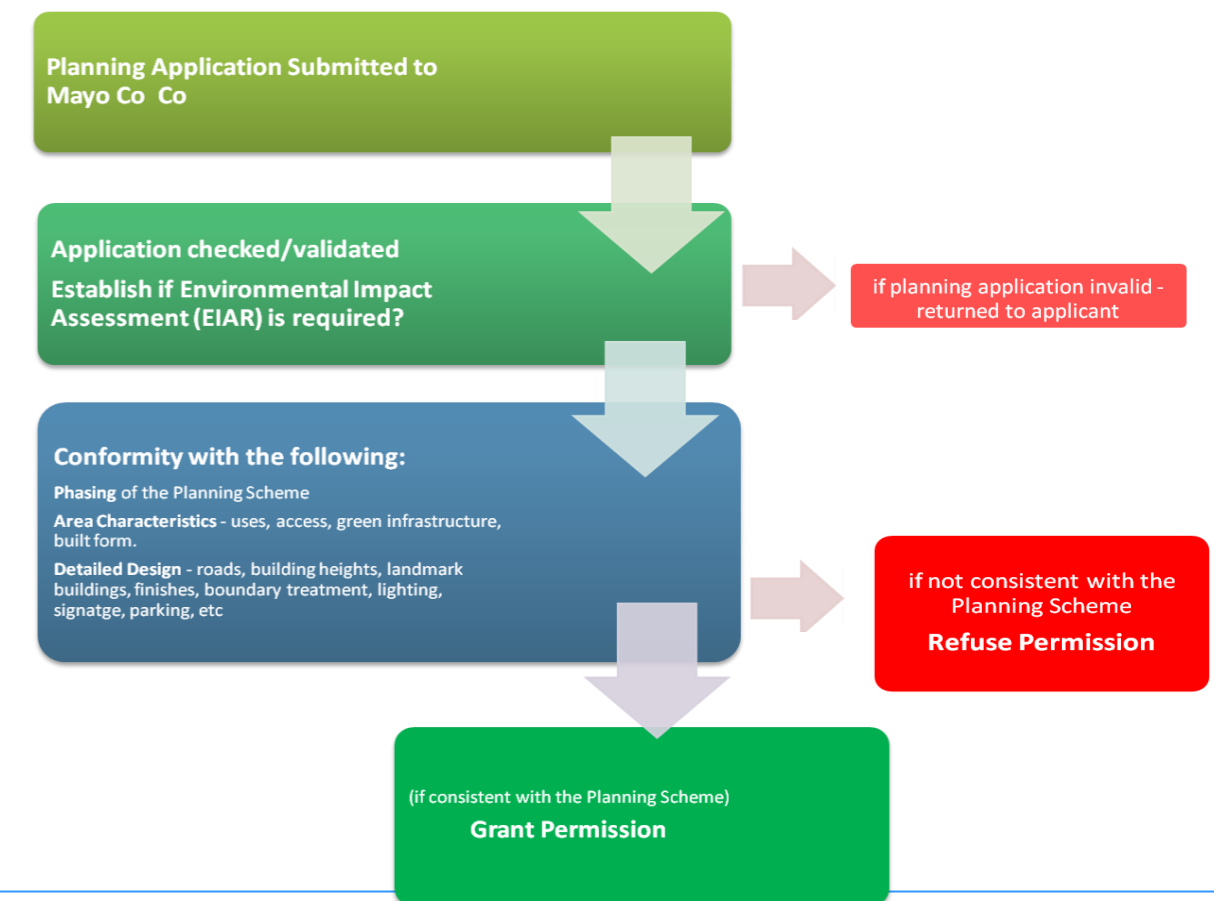 Planning Application Submitted to
Mayo Co  Co
Application checked/validated
Establish if Environmental Impact
Assessment (EIAR) is required?
if planning application invalid -
returned to applicant
Conformity with the following:
Phasing of the Planning Scheme
Area Characteristics - uses, access, green infrastructure,
built form.
Detailed Design - roads, building heights, landmark
buildings, finishes, boundary treatment, lighting,
signatge, parking, etc
if not consistent with the
Planning Scheme
Refuse Permission
(if consistent with the Planning Scheme)
Grant Permission